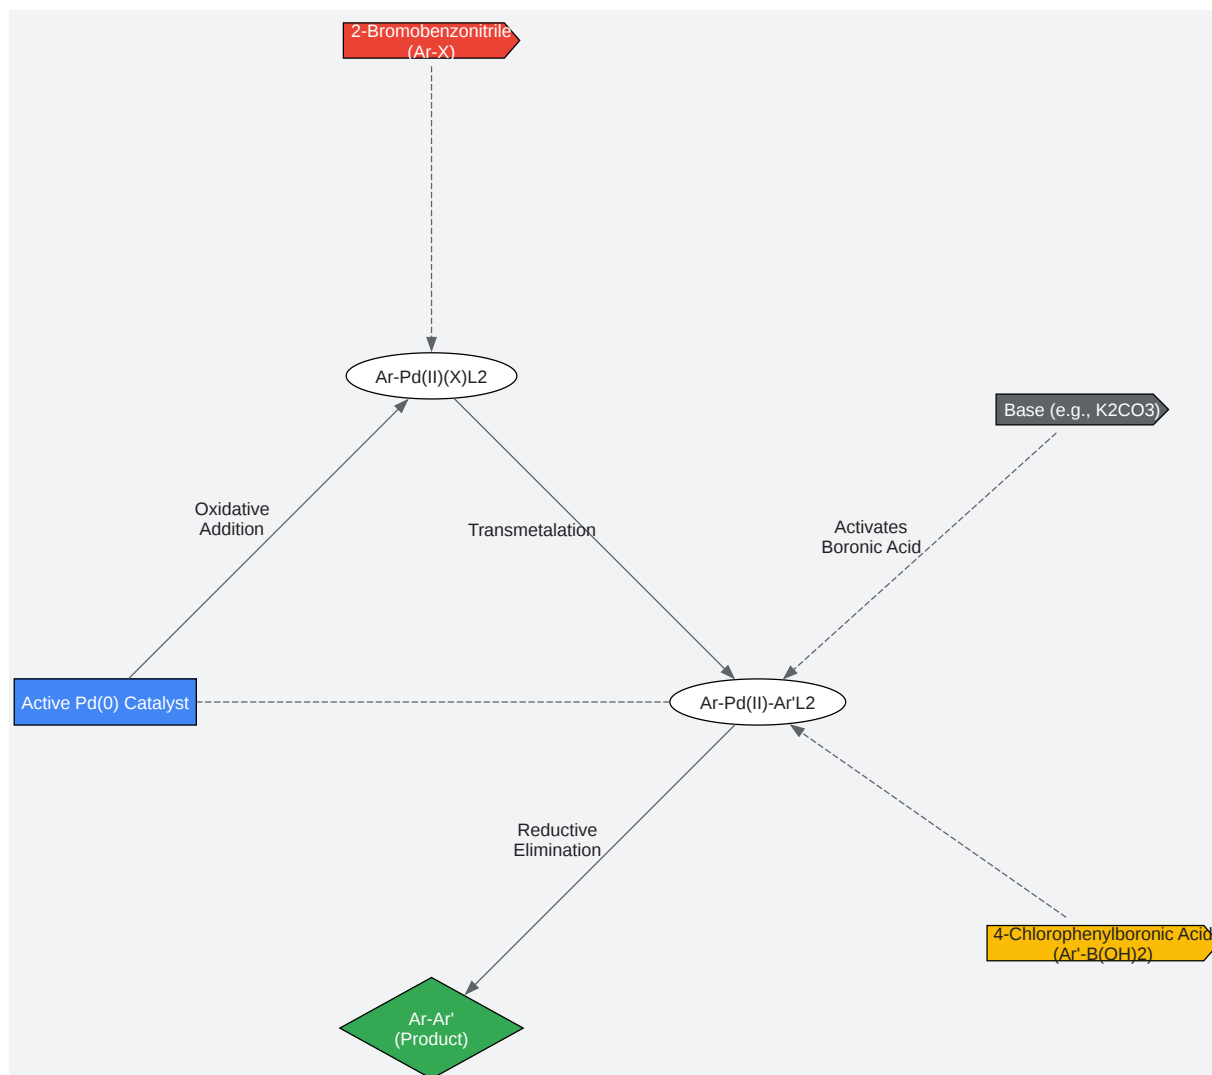 2-Bromobenzonitrile
(Ar-X)
Ar-Pd(II)(X)L2
Base (e.g., K2CO3)
Oxidative
Addition
Transmetalation
Activates
Boronic Acid
Active Pd(0) Catalyst
Ar-Pd(II)-Ar'L2
Reductive
Elimination
4-Chlorophenylboronic Acid
(Ar'-B(OH)2)
Ar-Ar'
(Product)